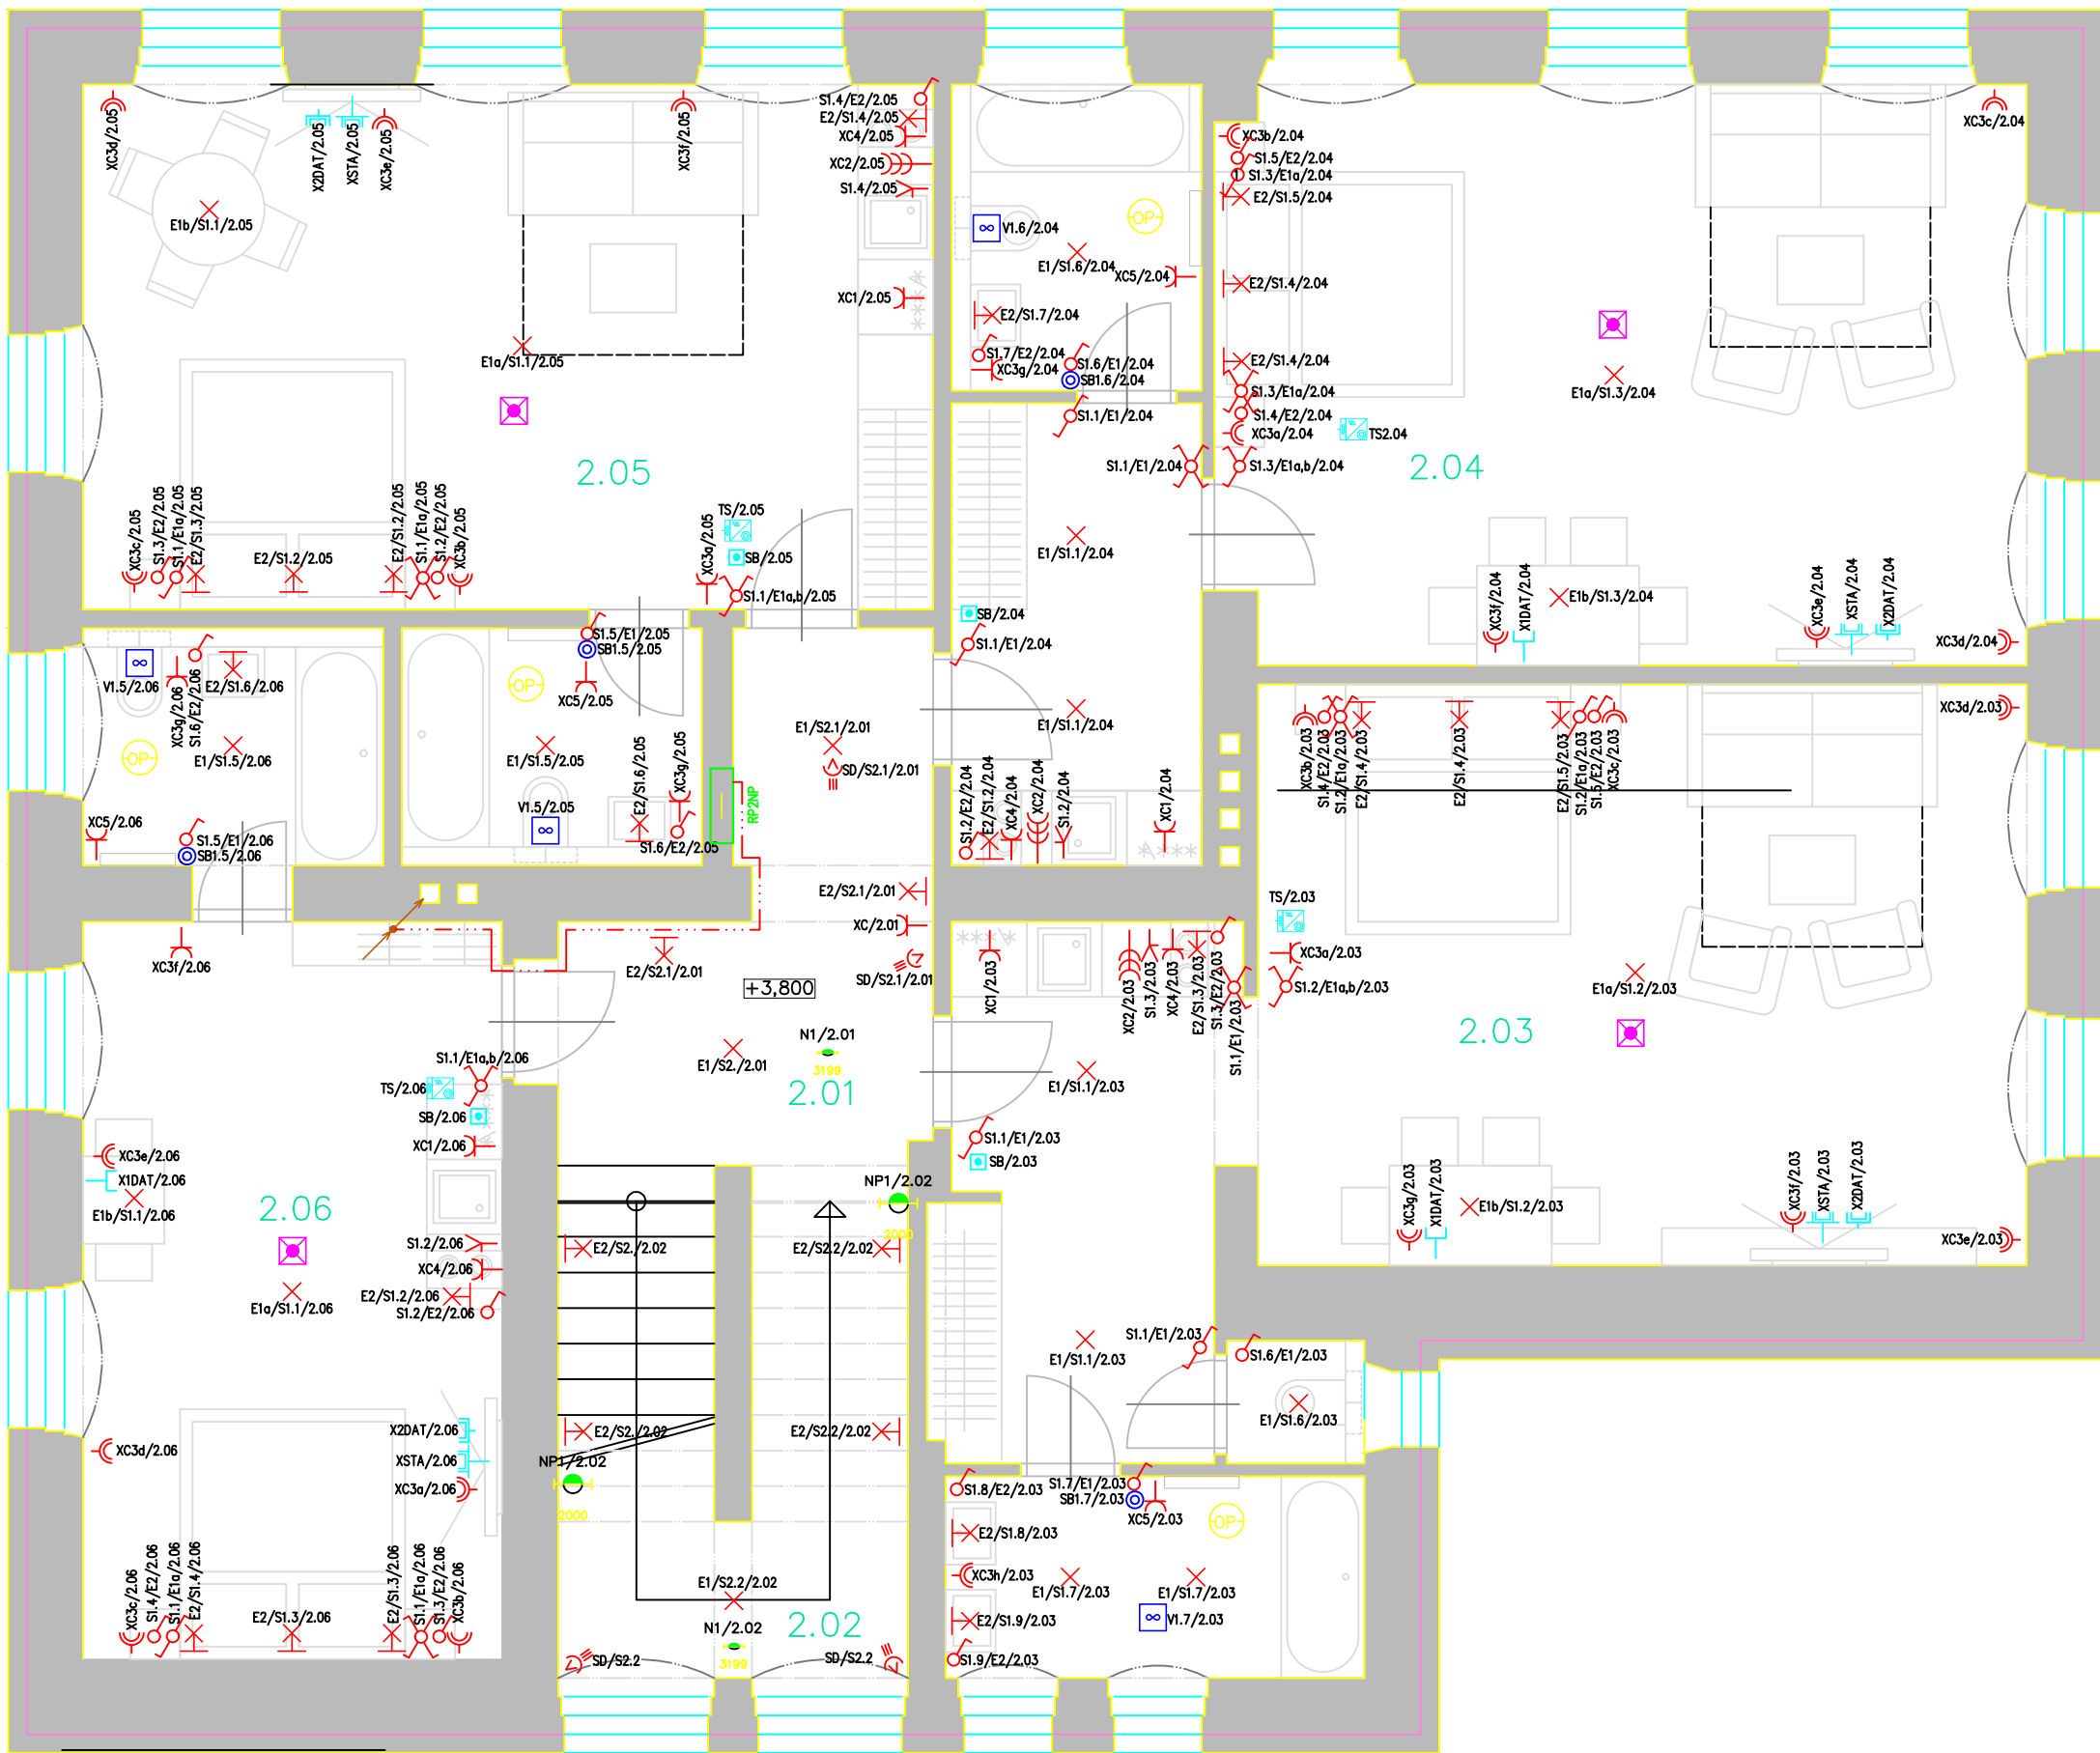 XC3d/2.05
X2DAT/2.05
XSTA/2.05
XC3e/2.05
E1b/S1.1/2.05
XC3f/2.05
S1.4/E2/2.05
E2/S1.4/2.05
XC4/2.05
XC2/2.05
S1.4/2.05
XC1/2.05
E1a/S1.1/2.05
2.05
XC3c/2.05
S1.3/E2/2.05
S1.1/E1a/2.05
E2/S1.3/2.05
E2/S1.2/2.05
E2/S1.2/2.05
S1.1/E1a/2.05
S1.2/E2/2.05
XC3b/2.05
XC3a/2.05
TS/2.05
SB/2.05
S1.1/E1a,b/2.05
V1.6/2.04
OP
E1/S1.6/2.04
XC5/2.04
E2/S1.7/2.04
S1.7/E2/2.04
XC3g/2.04
S1.6/E1/2.04
SB1.6/2.04
S1.1/E1/2.04
S1.1/E1/2.04
E1/S1.1/2.04
SB/2.04
S1.1/E1/2.04
E1/S1.1/2.04
S1.2/E2/2.04
E2/S1.2/2.04
XC4/2.04
XC2/2.04
S1.2/2.04
XC1/2.04
XC3b/2.04
S1.5/E2/2.04
1
S1.3/E1a/2.04
E2/S1.5/2.04
E2/S1.4/2.04
E2/S1.4/2.04
S1.3/E1a/2.04
S1.4/E2/2.04
XC3a/2.04
TS2.04
S1.3/E1a,b/2.04
2.04
E1a/S1.3/2.04
XC3c/2.04
XC3f/2.04
X1DAT/2.04
E1b/S1.3/2.04
XC3e/2.04
XSTA/2.04
X2DAT/2.04
XC3d/2.04
V1.5/2.06
XC3g/2.06
S1.6/E2/2.06
E2/S1.6/2.06
OP
E1/S1.5/2.06
XC5/2.06
S1.5/E1/2.06
SB1.5/2.06
S1.5/E1/2.05
SB1.5/2.05
OP
XC5/2.05
E1/S1.5/2.05
V1.5/2.05
E2/S1.6/2.05
XC3g/2.05
S1.6/E2/2.05
RP2NP
E1/S2.1/2.01
SD/S2.1/2.01
E2/S2.1/2.01
XC/2.01
E2/S2.1/2.01
SD/S2.1/2.01
+3,800
N1/2.01
3199
E1/S2./2.01
2.01
XC3b/2.03
S1.4/E2/2.03
S1.2/E1a/2.03
E2/S1.4/2.03
E2/S1.4/2.03
E2/S1.5/2.03
S1.2/E1a/2.03
S1.5/E2/2.03
XC3c/2.03
XC3d/2.03
TS/2.03
XC3a/2.03
S1.2/E1a,b/2.03
E1a/S1.2/2.03
2.03
XC1/2.03
XC2/2.03
S1.3/2.03
XC4/2.03
E2/S1.3/2.03
S1.3/E2/2.03
S1.1/E1/2.03
E1/S1.1/2.03
S1.1/E1/2.03
SB/2.03
XC3g/2.03
X1DAT/2.03
E1b/S1.2/2.03
XC3f/2.03
XSTA/2.03
X2DAT/2.03
XC3e/2.03
XC3f/2.06
S1.1/E1a,b/2.06
TS/2.06
SB/2.06
XC1/2.06
XC3e/2.06
X1DAT/2.06
E1b/S1.1/2.06
2.06
S1.2/2.06
XC4/2.06
E2/S1.2/2.06
S1.2/E2/2.06
E1a/S1.1/2.06
XC3d/2.06
X2DAT/2.06
XSTA/2.06
XC3a/2.06
XC3c/2.06
S1.4/E2/2.06
S1.1/E1a/2.06
E2/S1.4/2.06
E2/S1.3/2.06
E2/S1.3/2.06
S1.1/E1a/2.06
S1.3/E2/2.06
XC3b/2.06
NP1/2.02
2000
E2/S2./2.02
E2/S2.2/2.02
E2/S2./2.02
E2/S2.2/2.02
NP1/2.02
2000
E1/S2.2/2.02
2.02
N1/2.02
3199
SD/S2.2
SD/S2.2
S1.1/E1/2.03
E1/S1.1/2.03
S1.6/E1/2.03
E1/S1.6/2.03
S1.8/E2/2.03
S1.7/E1/2.03
SB1.7/2.03
XC5/2.03
OP
E2/S1.8/2.03
XC3h/2.03
E1/S1.7/2.03
E1/S1.7/2.03
E2/S1.9/2.03
V1.7/2.03
S1.9/E2/2.03